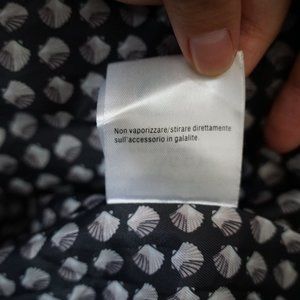 Non vaporizzare/stirare direttamente
sull'accessorio in galalite.